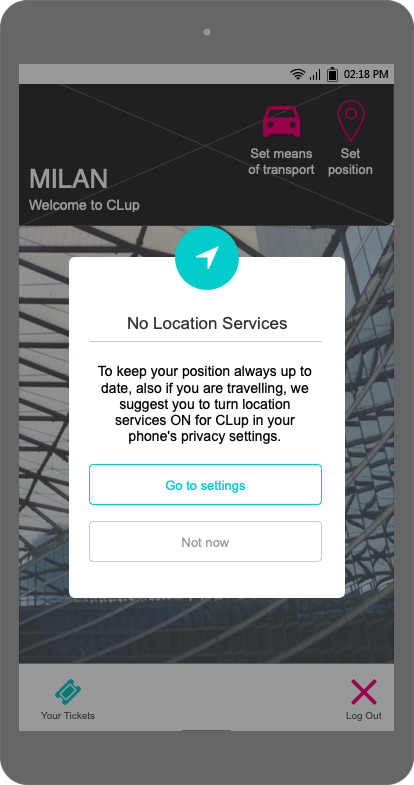 02:18 PM
Set means
of transport
Set
position
MILAN
Welcome to CLup
No Location Services
To keep your position always up to
date, also if you are travelling, we
suggest you to turn location
services ON for CLup in your
phone's privacy settings.
Go to settings
Not now
Your Tickets
Log Out